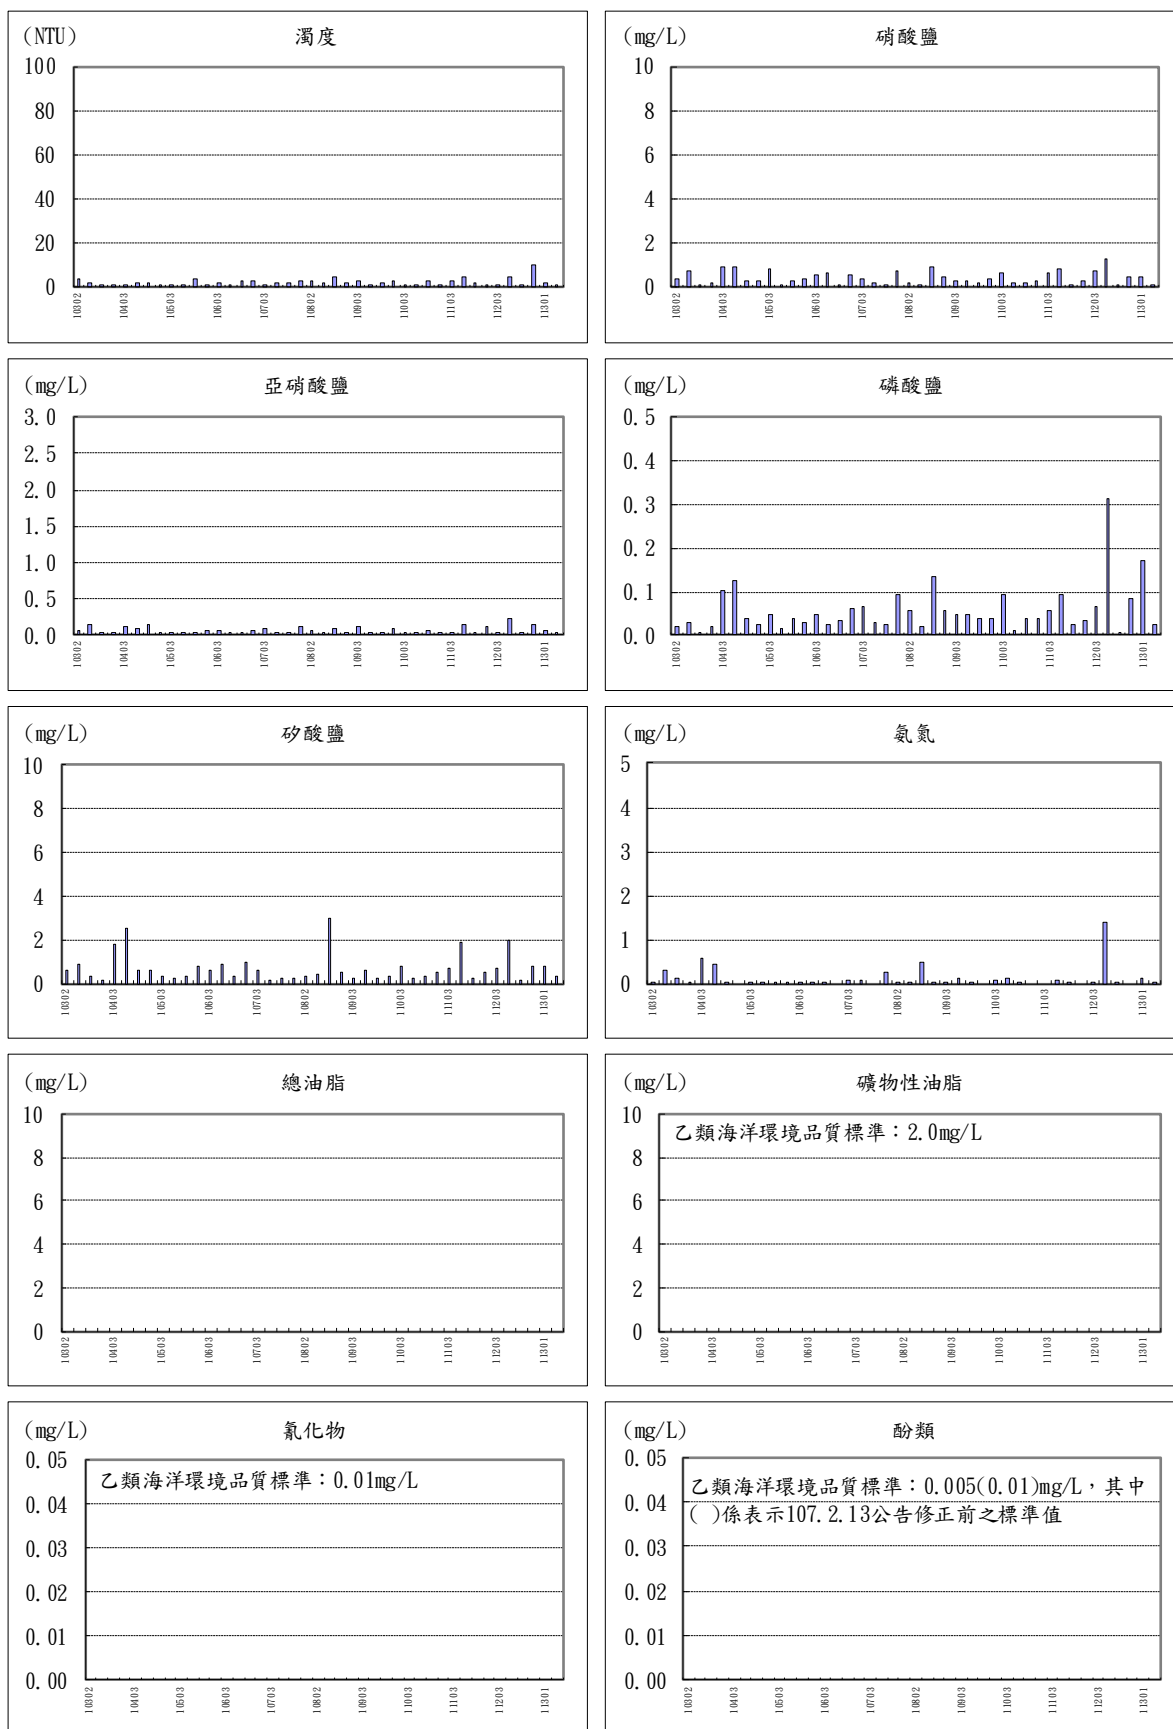 (NTU) 濁度
100
80
60
40
20
0
10302 10403 10503 10603 10703 10802 10903 11003 11103 11203 11301
(mg/L) 硝酸鹽
10
8
6
4
2
0
10302 10403 10503 10603 10703 10802 10903 11003 11103 11203 11301
(mg/L) 亞硝酸鹽
3.0
2.5
2.0
1.5
1.0
0.5
0.0
10302 10403 10503 10603 10703 10802 10903 11003 11103 11203 11301
(mg/L) 磷酸鹽
0.5
0.4
0.3
0.2
0.1
0.0
10302 10403 10503 10603 10703 10802 10903 11003 11103 11203 11301
(mg/L) 矽酸鹽
10
8
6
4
2
0
10302 10403 10503 10603 10703 10802 10903 11003 11103 11203 11301
(mg/L) 氨氮
5
4
3
2
1
0
10302 10403 10503 10603 10703 10802 10903 11003 11103 11203 11301
(mg/L) 總油脂
10
8
6
4
2
0
10302 10403 10503 10603 10703 10802 10903 11003 11103 11203 11301
(mg/L) 礦物性油脂
乙類海洋環境品質標準：2.0mg/L
10
8
6
4
2
0
10302 10403 10503 10603 10703 10802 10903 11003 11103 11203 11301
(mg/L) 氰化物
乙類海洋環境品質標準：0.01mg/L
0.05
0.04
0.03
0.02
0.01
0.00
10302 10403 10503 10603 10703 10802 10903 11003 11103 11203 11301
(mg/L) 酚類
乙類海洋環境品質標準：0.005(0.01)mg/L，其中
( )係表示107.2.13公告修正前之標準值
0.05
0.04
0.03
0.02
0.01
0.00
10302 10403 10503 10603 10703 10802 10903 11003 11103 11203 11301